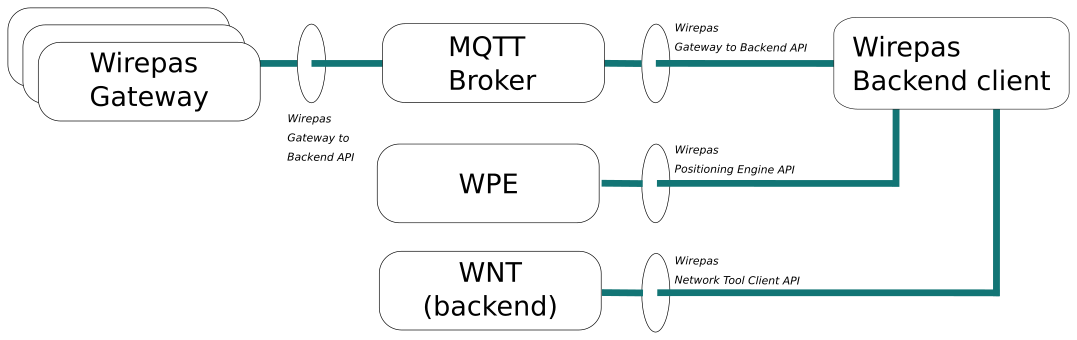 Wirepas
Gateway
Wirepas
Gateway to
Backend API
MQTT
Broker
Wirepas
Gateway to Backend API
Wirepas
Backend client
WPE
Wirepas
Positioning Engine API
WNT
(backend)
Wirepas
Network Tool Client API